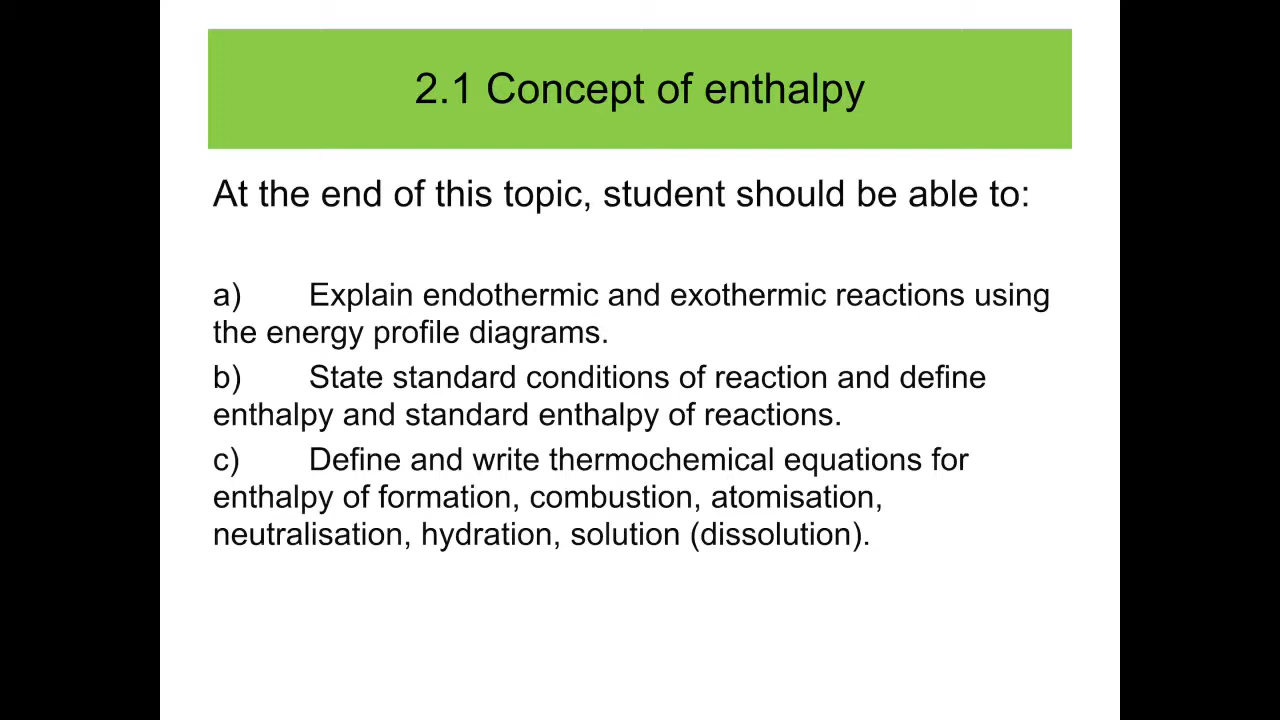 2.1 Concept of enthalpy
At the end of this topic, student should be able to:
a) Explain endothermic and exothermic reactions using
the energy profile diagrams.
b) State standard conditions of reaction and define
enthalpy and standard enthalpy of reactions.
c) Define and write thermochemical equations for
enthalpy of formation, combustion, atomisation,
neutralisation, hydration, solution (dissolution).